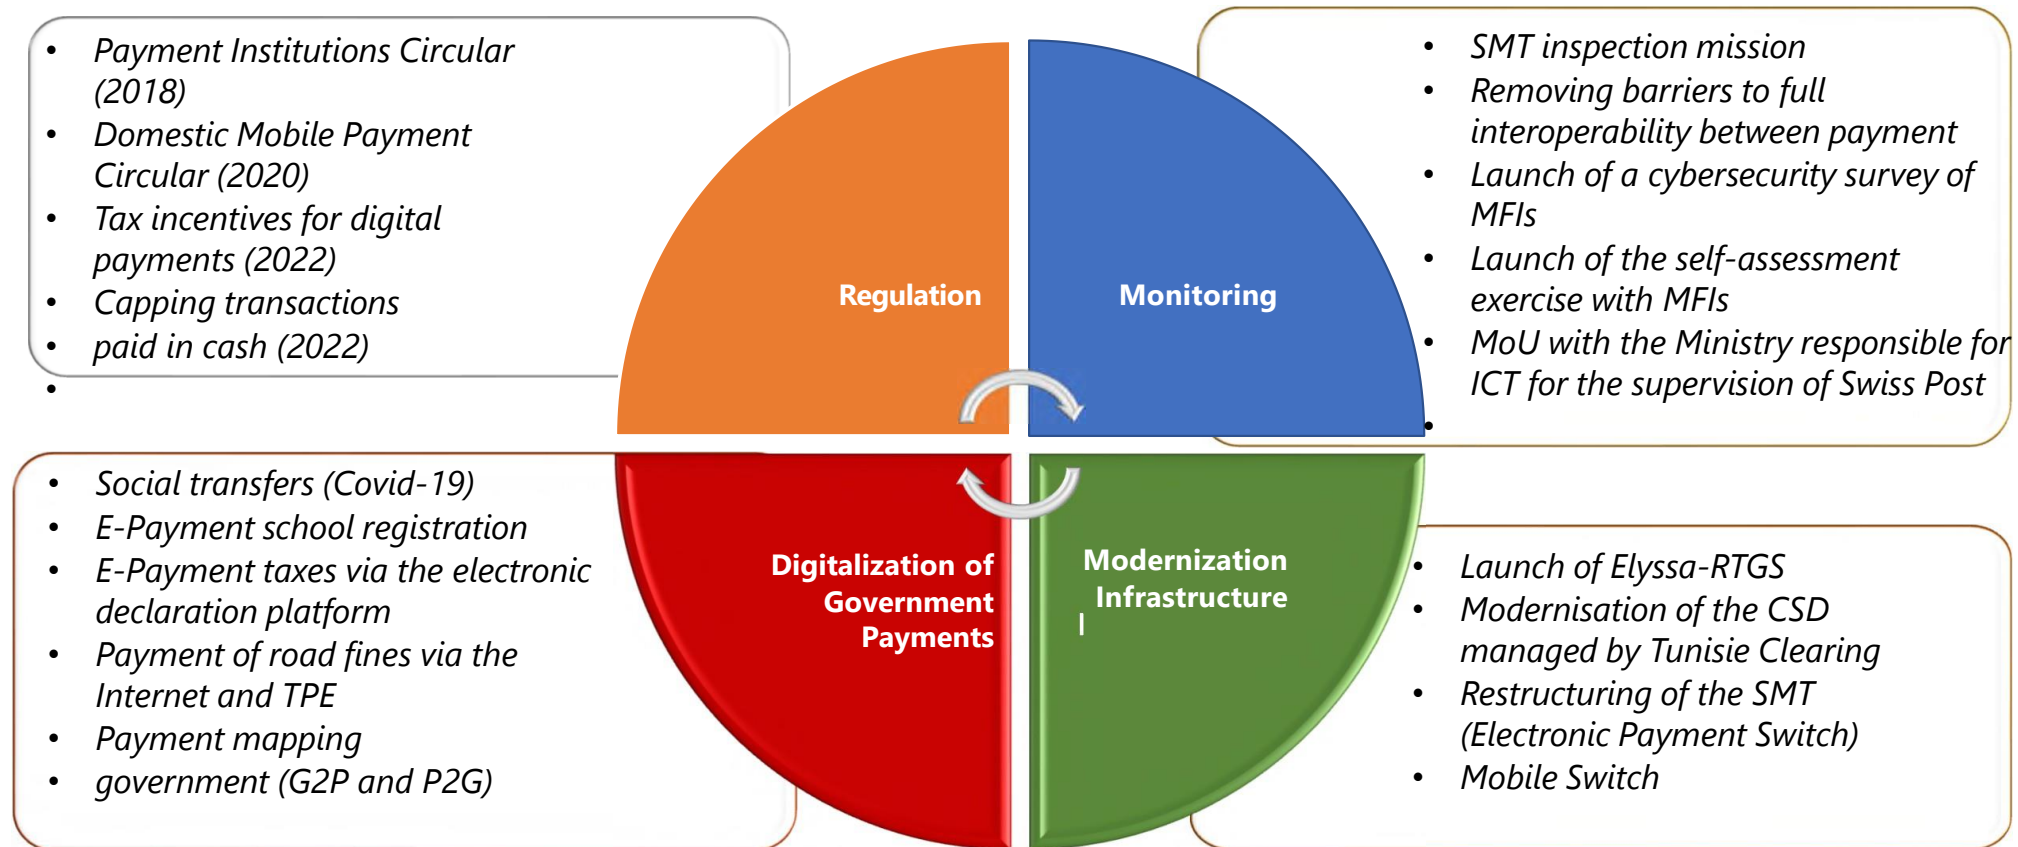 • Payment Institutions Circular
(2018)
• Domestic Mobile Payment
Circular (2020)
• Tax incentives for digital
payments (2022)
• Capping transactions
• paid in cash (2022)
•
Regulation
Monitoring
• SMT inspection mission
• Removing barriers to full
interoperability between payment
• Launch of a cybersecurity survey of
MFIs
• Launch of the self-assessment
exercise with MFIs
• MoU with the Ministry responsible for
ICT for the supervision of Swiss Post
•
• Social transfers (Covid-19)
• E-Payment school registration
• E-Payment taxes via the electronic
declaration platform
• Payment of road fines via the
Internet and TPE
• Payment mapping
• government (G2P and P2G)
Digitalization of
Government
Payments
Modernization
Infrastructure
l
• Launch of Elyssa-RTGS
• Modernisation of the CSD
managed by Tunisie Clearing
• Restructuring of the SMT
(Electronic Payment Switch)
• Mobile Switch